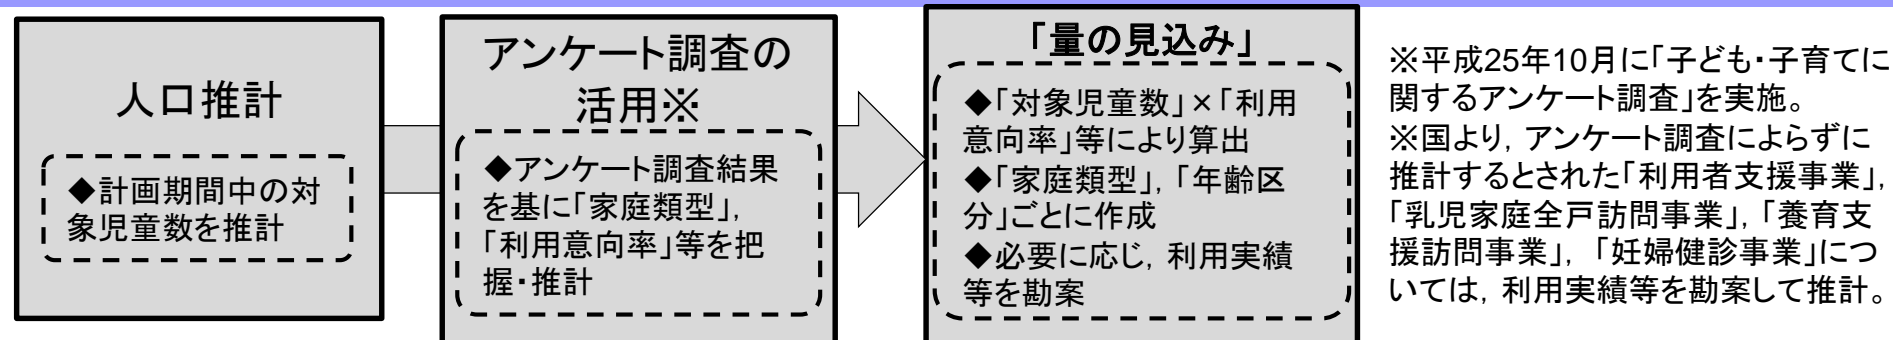 人口推計
◆計画期間中の対
象児童数を推計
アンケート調査の
活用※
◆アンケート調査結果
を基に「家庭類型」,
「利用意向率」等を把
握・推計
「量の見込み」
◆「対象児童数」×「利用
意向率」等により算出
◆「家庭類型」,「年齢区
分」ごとに作成
◆必要に応じ,利用実績
等を勘案
※平成25年10月に「子ども・子育てに
関するアンケート調査」を実施。
※国より,アンケート調査によらずに
推計するとされた「利用者支援事業」,
「乳児家庭全戸訪問事業」,「養育支
援訪問事業」,「妊婦健診事業」につ
いては,利用実績等を勘案して推計。